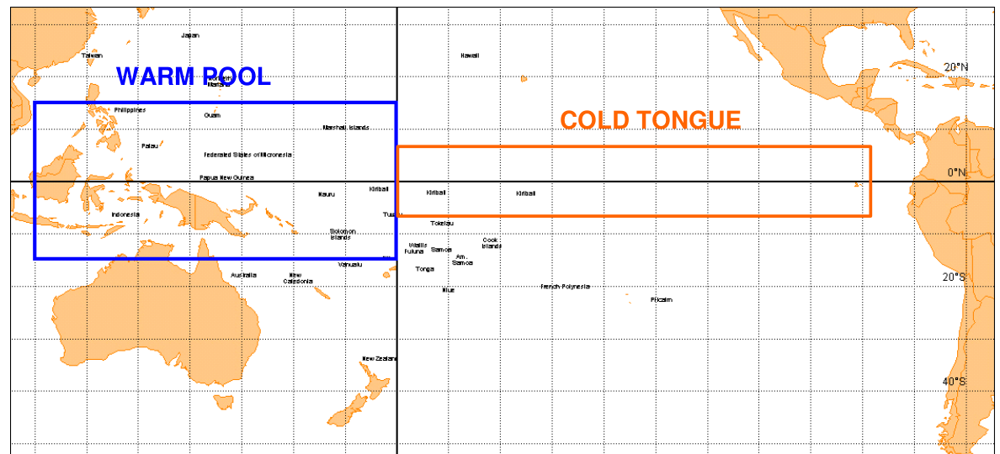 Japan
Taiwan
Hawaii
20°N
WARM POOL
Northern
Mariana
Philippines
Guam
COLD TONGUE
Marshall Islands
Palau
Federated States of Micronesia
0°N
Papua New Guinea
Kiribati
Nauru
Kiribati
Kiribati
Indonesia
Tokelau
Solomon
Islands
Cook
Islands
Wallis
Futuna
Samoa
Am.
Samoa
Vanuatu
Tonga
Australia
New
Caledonia
20°S
Niue
French Polynesia
Pitcairn
New Zealand
40°S